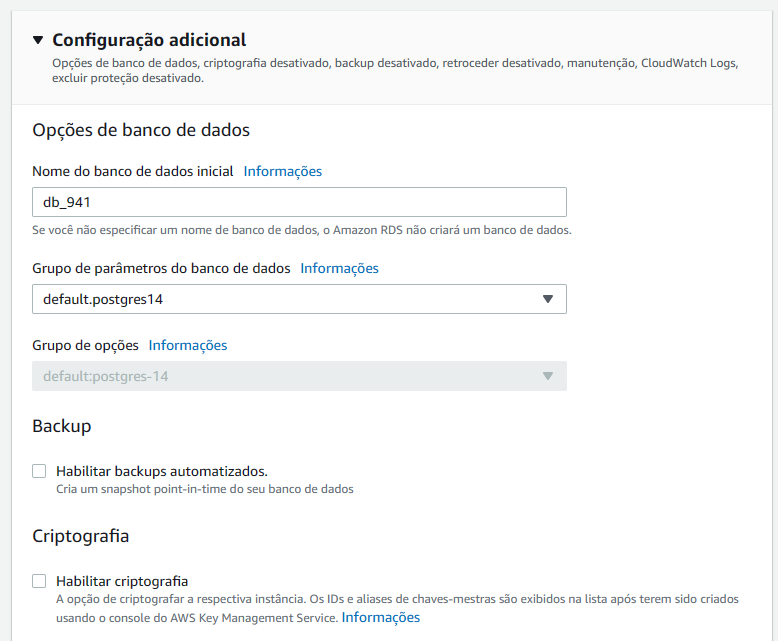 Configuração adicional
Opções de banco de dados, criptografia desativado, backup desativado, retroceder desativado, manutenção, CloudWatch Logs,
excluir proteção desativado.
Opções de banco de dados
Nome do banco de dados inicial Informações
db_941
Se você não especificar um nome de banco de dados, o Amazon RDS não criará um banco de dados.
Grupo de parâmetros do banco de dados Informações
default.postgres14
Grupo de opções Informações
default:postgres-14
Backup
Habilitar backups automatizados.
Cria um snapshot point-in-time do seu banco de dados
Criptografia
Habilitar criptografia
A opção de criptografar a respectiva instância. Os IDs e aliases de chaves-mestras são exibidos na lista após terem sido criados
usando o console do AWS Key Management Service. Informações